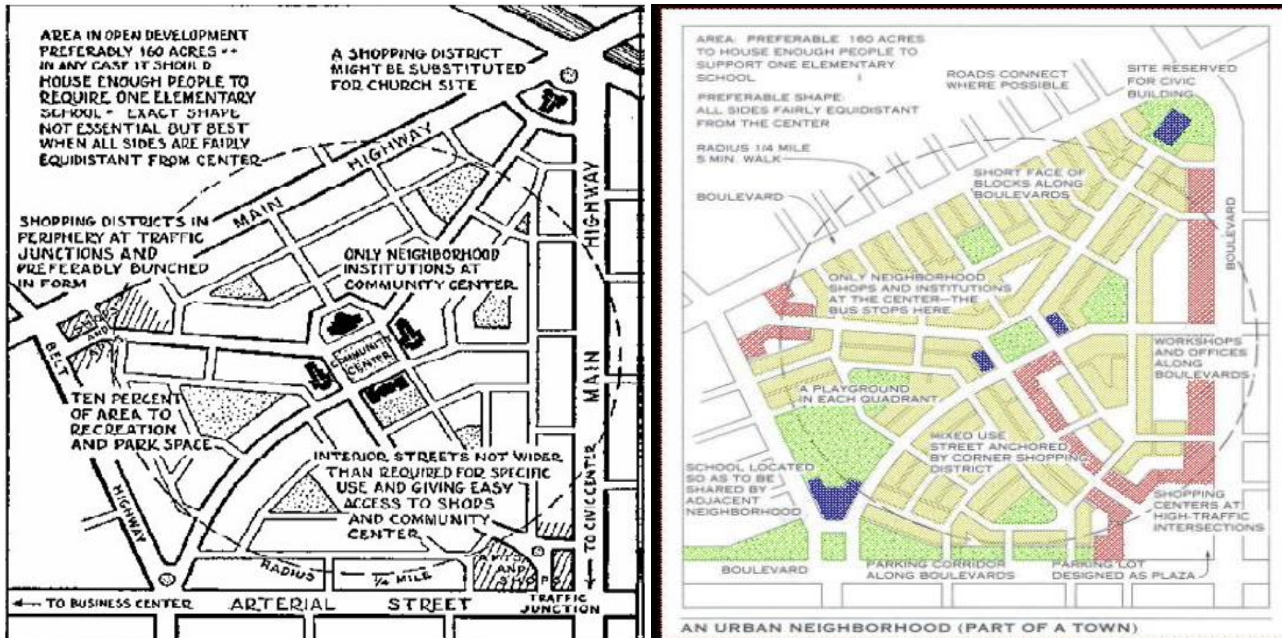 AREA IN OPEN DEVELOPMENT
PREFERABLY 160 ACRES ••
IN ANY CASE IT SHOULD
HOUSE ENOUGH PEOPLE TO
REQUIRE ONE ELEMENTARY
SCHOOL • EXACT SHAPE
NOT ESSENTIAL BUT BEST
WHEN ALL SIDES ARE FAIRLY
EQUIDISTANT FROM CENTER
A SHOPPING DISTRICT
MIGHT BE SUBSTITUTED
FOR CHURCH SITE
MAIN HIGHWAY
HIGHWAY
MAIN
SHOPPING DISTRICTS IN
PERIPHERY AT TRAFFIC
JUNCTIONS AND
PREFERABLY BUNCHED
IN FORM
ONLY NEIGHBORHOOD
INSTITUTIONS AT
COMMUNITY CENTER
SHOPS
AND
BELT
COMMUNITY
CENTER
TEN PERCENT
OF AREA TO
RECREATION
AND PARK SPACE
INTERIOR STREETS NOT WIDER
THAN REQUIRED FOR SPECIFIC
USE AND GIVING EASY
ACCESS TO SHOPS
AND COMMUNITY
CENTER
HIGHWAY
RADIUS 1/4 MILE
AND
TO CIVIC CENTER
TRAFFIC
JUNCTION
TO BUSINESS CENTER
ARTERIAL STREET
AREA: PREFERABLE 160 ACRES
TO HOUSE ENOUGH PEOPLE TO
SUPPORT ONE ELEMENTARY
SCHOOL
PREFERABLE SHAPE:
ALL SIDES FAIRLY EQUIDISTANT
FROM THE CENTER
RADIUS 1/4 MILE
5 MIN. WALK
BOULEVARD
ROADS CONNECT
WHERE POSSIBLE
SITE RESERVED
FOR CIVIC
BUILDING
SHORT FACE OF
BLOCKS ALONG
BOULEVARDS
BOULEVARD
ONLY NEIGHBORHOOD
SHOPS AND INSTITUTIONS
AT THE CENTER—THE
BUS STOPS HERE
WORKSHOPS
AND OFFICES
ALONG
BOULEVARDS
A PLAYGROUND
IN EACH QUADRANT
MIXED USE
STREET ANCHORED
BY CORNER SHOPPING
DISTRICT
SCHOOL LOCATED
SO AS TO BE
SHARED BY
ADJACENT
NEIGHBORHOOD
SHOPPING
CENTERS AT
HIGH-TRAFFIC
INTERSECTIONS
BOULEVARD
PARKING CORRIDOR
ALONG BOULEVARDS
PARKING LOT
DESIGNED AS PLAZA
AN URBAN NEIGHBORHOOD (PART OF A TOWN)